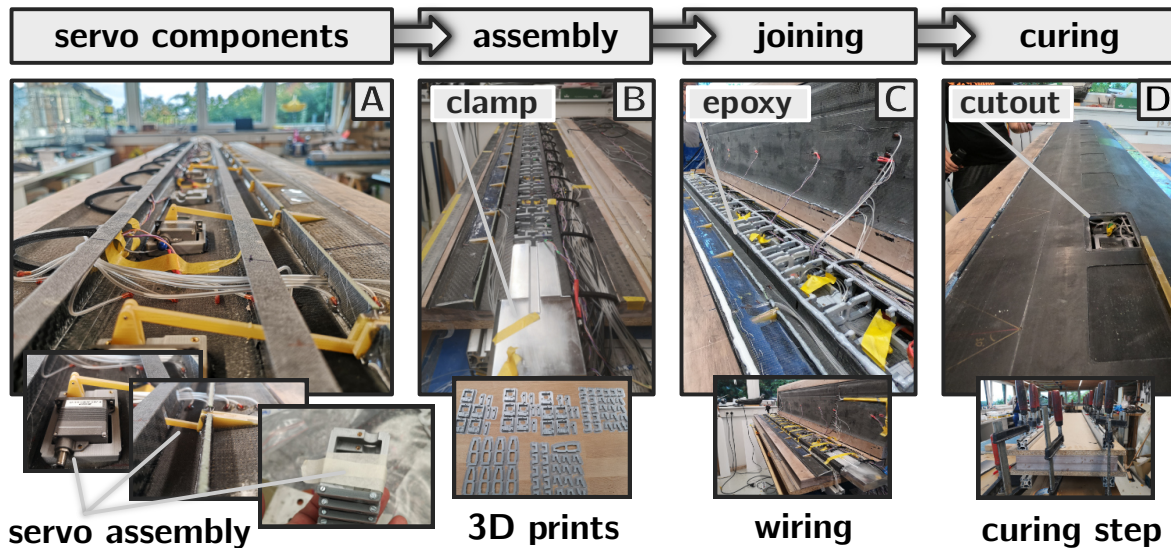 servo components
assembly
joining
curing
A
clamp
B
epoxy
C
cutout
D
servo assembly
3D prints
wiring
curing step